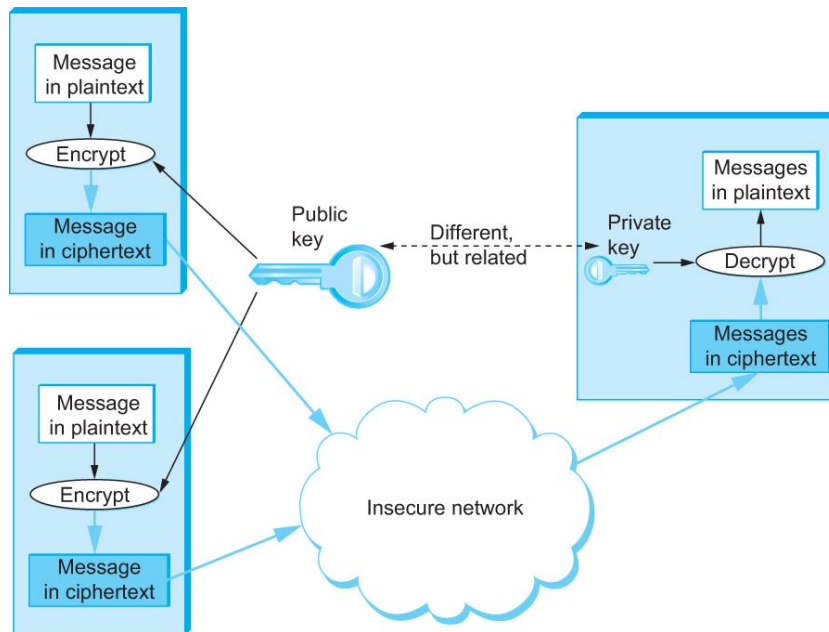 Message
in plaintext
Encrypt
Message
in ciphertext
Public
key
Different,
but related
Private
key
Messages
in plaintext
Decrypt
Messages
in ciphertext
Message
in plaintext
Encrypt
Message
in ciphertext
Insecure network